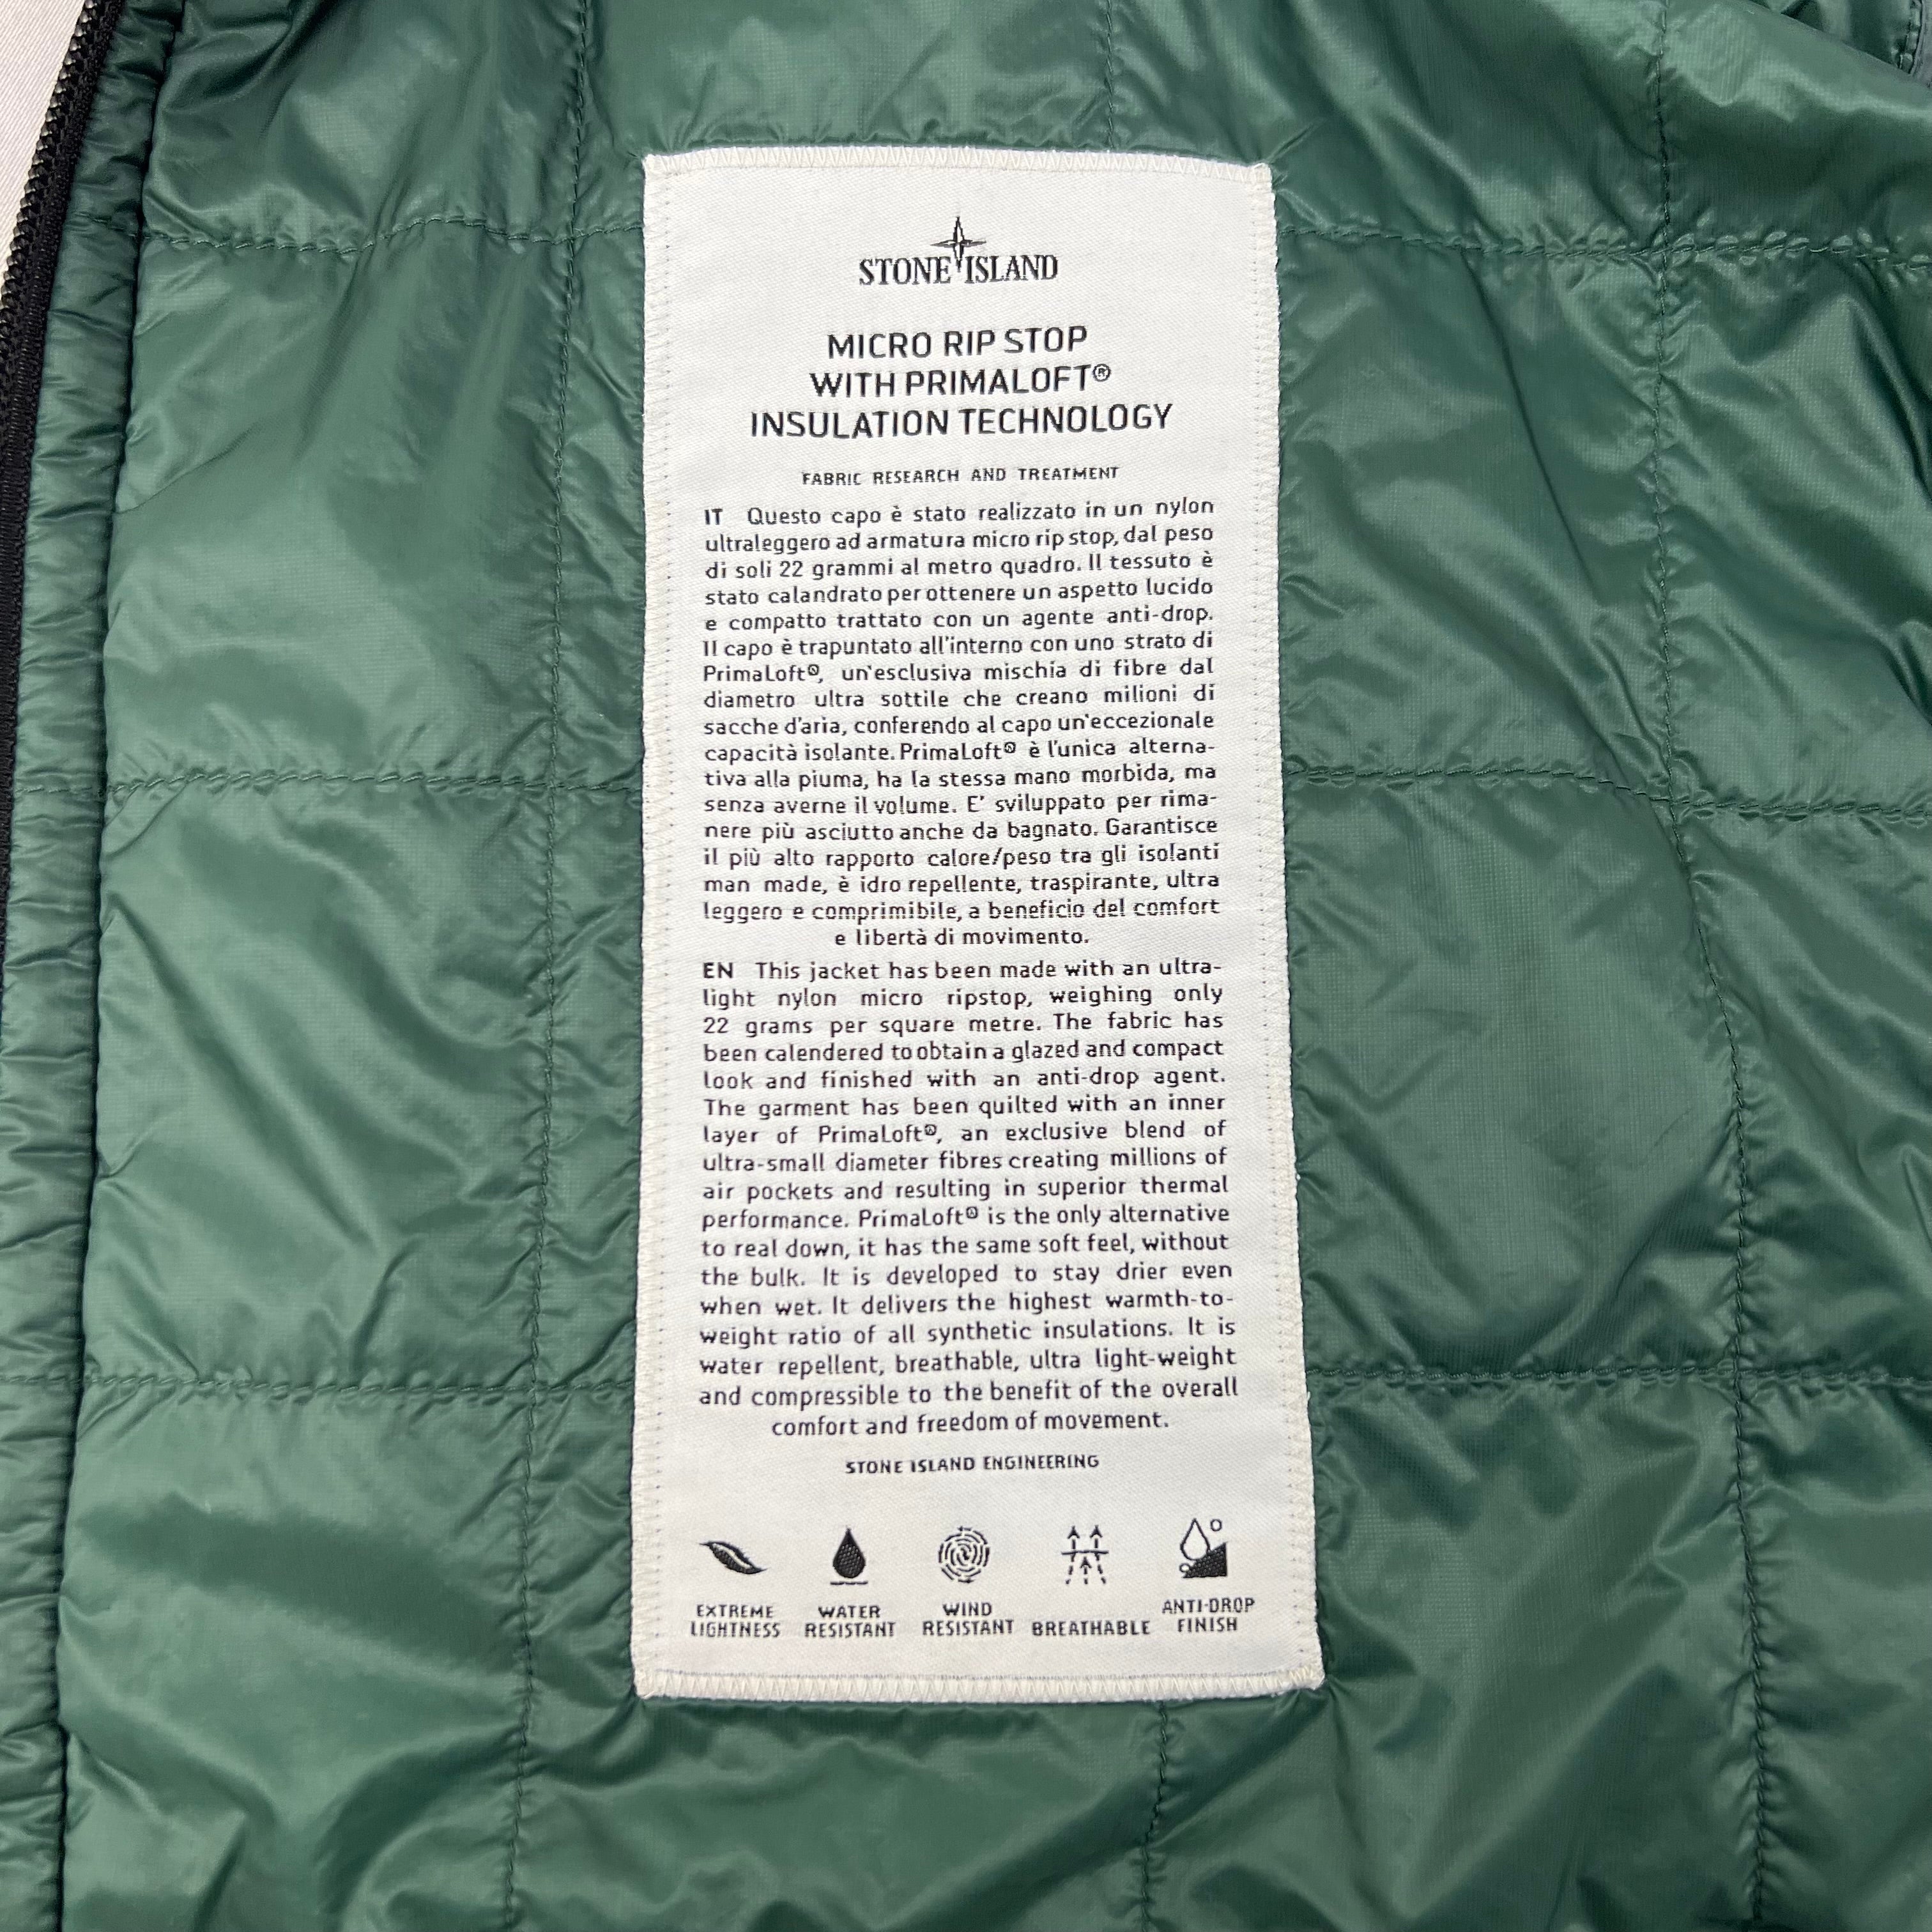 STONE ISLAND
MICRO RIP STOP
WITH PRIMALOFT®
INSULATION TECHNOLOGY
FABRIC RESEARCH AND TREATMENT
IT Questo capo è stato realizzato in un nylon
ultraleggero ad armatura micro rip stop, dal peso
di soli 22 grammi al metro quadro. Il tessuto è
stato calandrato per ottenere un aspetto lucido
e compatto trattato con un agente anti-drop.
Il capo è trapuntato all'interno con uno strato di
PrimaLoft®, un'esclusiva mischia di fibre dal
diametro ultra sottile che creano milioni di
sacche d'aria, conferendo al capo un'eccezionale
capacità isolante. PrimaLoft® è l'unica alterna-
tiva alla piuma, ha la stessa mano morbida, ma
senza averne il volume. E' sviluppato per rima-
nere più asciutto anche da bagnato. Garantisce
il più alto rapporto calore/peso tra gli isolanti
man made, è idro repellente, traspirante, ultra
leggero e comprimibile, a beneficio del comfort
e libertà di movimento.
EN This jacket has been made with an ultra-
light nylon micro ripstop, weighing only
22 grams per square metre. The fabric has
been calendered to obtain a glazed and compact
look and finished with an anti-drop agent.
The garment has been quilted with an inner
layer of PrimaLoft®, an exclusive blend of
ultra-small diameter fibres creating millions of
air pockets and resulting in superior thermal
performance. PrimaLoft® is the only alternative
to real down, it has the same soft feel, without
the bulk. It is developed to stay drier even
when wet. It delivers the highest warmth-to-
weight ratio of all synthetic insulations. It is
water repellent, breathable, ultra light-weight
and compressible to the benefit of the overall
comfort and freedom of movement.
STONE ISLAND ENGINEERING
EXTREME LIGHTNESS
WATER RESISTANT
WIND RESISTANT
BREATHABLE
ANTI-DROP FINISH